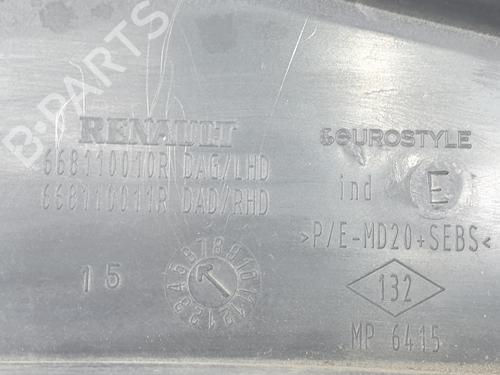 B-PARTS
RENAULT
eurostyle
668110010R DAG/LHD
668110011R DAD/RHD
ind E
>P/E-MD20+SEBS<
15
132
MP 6415